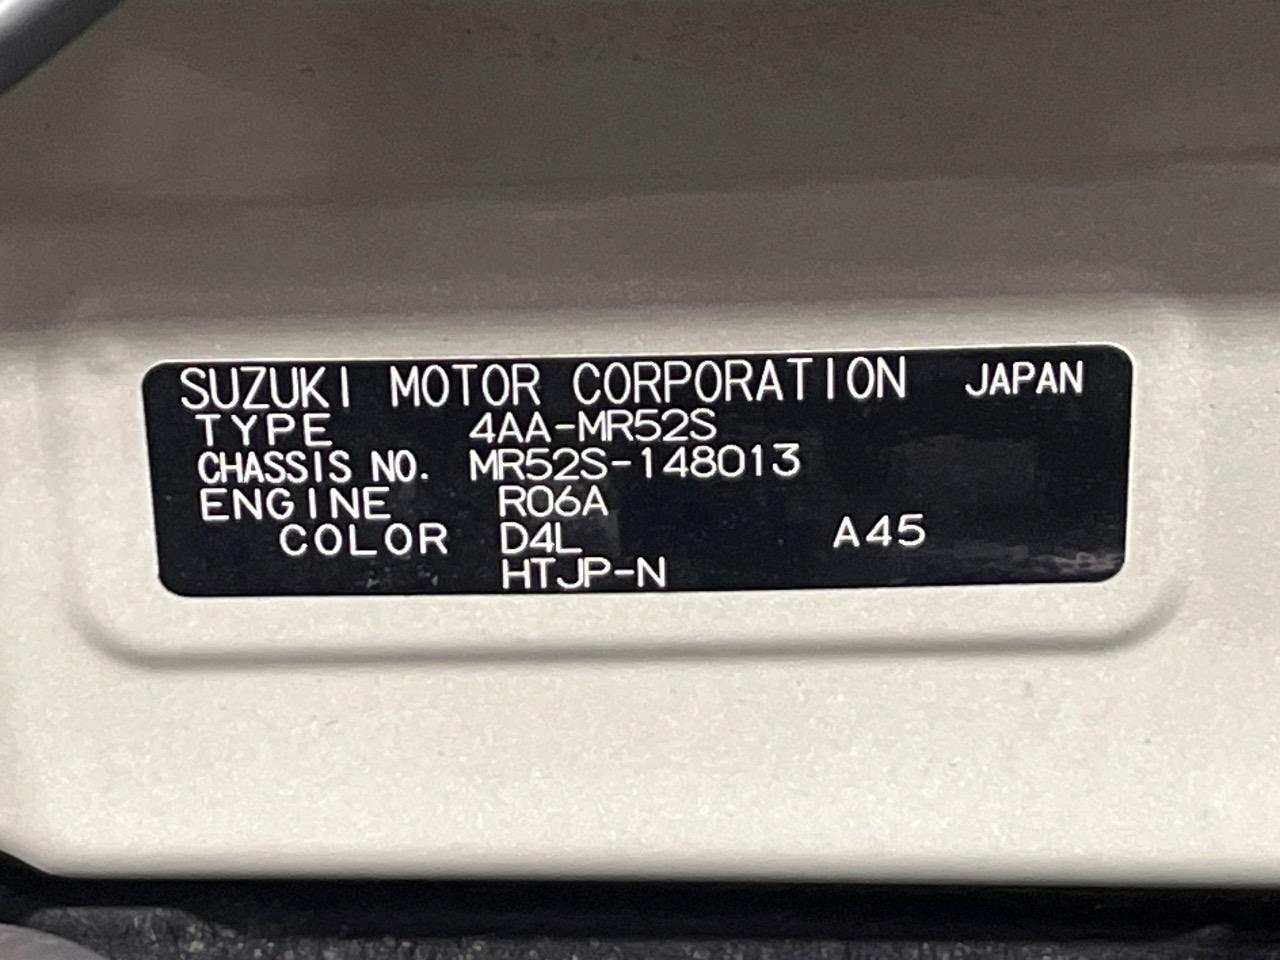 SUZUKI MOTOR CORPORATION JAPAN
TYPE 4AA-MR52S
CHASSIS NO. MR52S-148013
ENGINE R06A
COLOR D4L A45
HTJP-N